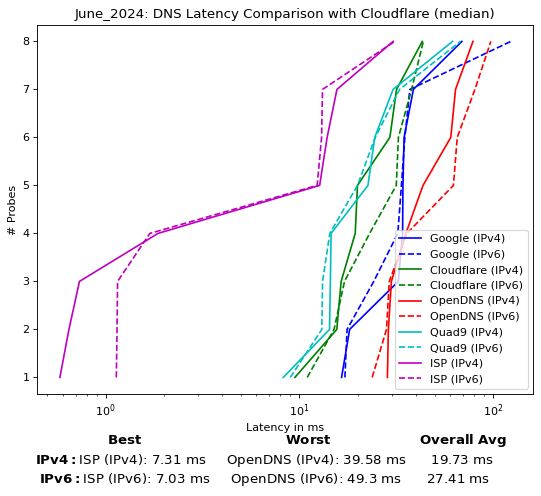 June_2024: DNS Latency Comparison with Cloudflare (median)
# Probes
8
7
6
5
4
3
2
1
Google (IPv4)
Google (IPv6)
Cloudflare (IPv4)
Cloudflare (IPv6)
OpenDNS (IPv4)
OpenDNS (IPv6)
Quad9 (IPv4)
Quad9 (IPv6)
ISP (IPv4)
ISP (IPv6)
10⁰ 10¹ 10²
Latency in ms
Best Worst Overall Avg
IPv4: ISP (IPv4): 7.31 ms OpenDNS (IPv4): 39.58 ms 19.73 ms
IPv6: ISP (IPv6): 7.03 ms OpenDNS (IPv6): 49.3 ms 27.41 ms